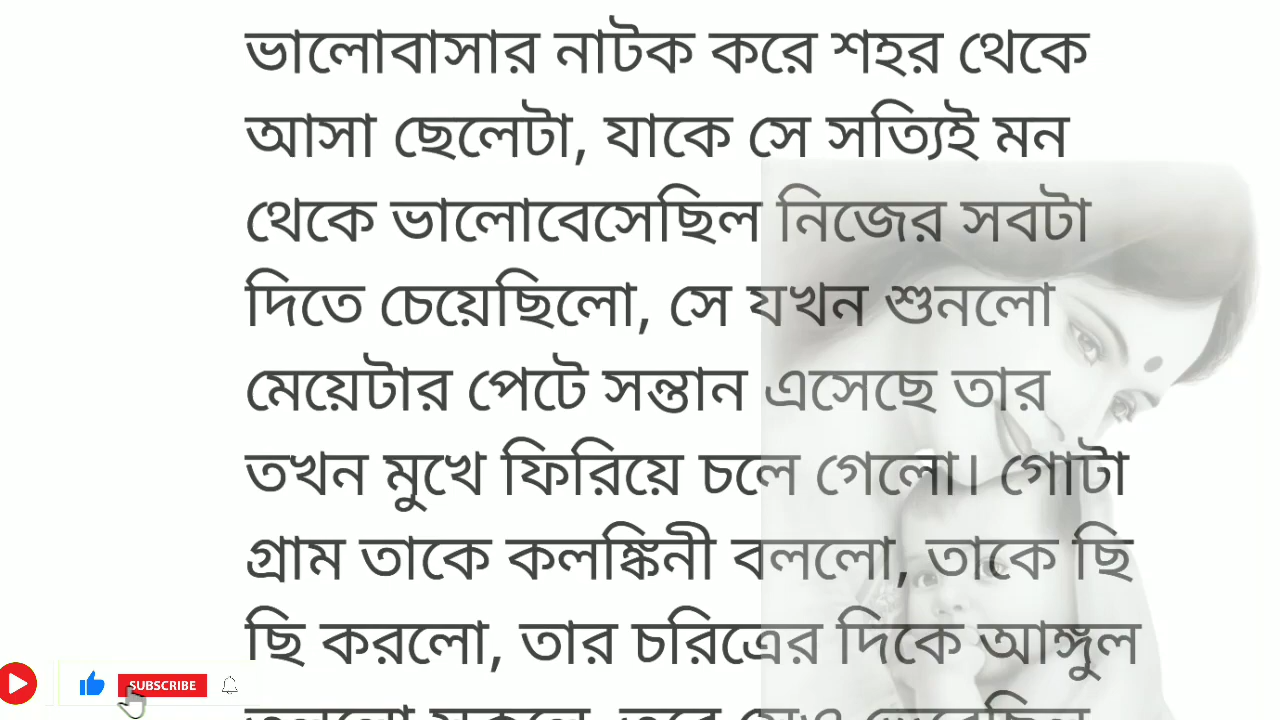 ভালোবাসার নাটক করে শহর থেকে
আসা ছেলেটা, যাকে সে সত্যিই মন
থেকে ভালোবেসেছিল নিজের সবটা
দিতে চেয়েছিলো, সে যখন শুনলো
মেয়েটার পেটে সন্তান এসেছে তার
তখন মুখে ফিরিয়ে চলে গেলো। গোটা
গ্রাম তাকে কলঙ্কিনী বললো, তাকে ছি
ছি করলো, তার চরিত্রের দিকে আঙ্গুল
SUBSCRIBE